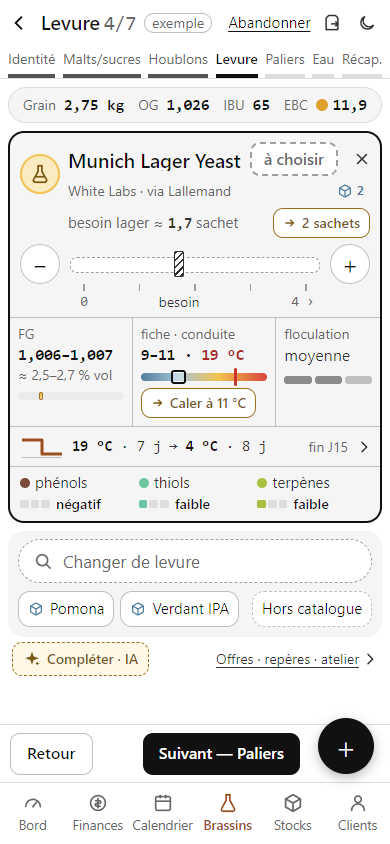 Levure 4/7 exemple Abandonner
Identité Malts/sucres Houblons Levure Paliers Eau Récap.
Grain 2,75 kg OG 1,026 IBU 65 EBC 11,9
Munich Lager Yeast à choisir
White Labs · via Lallemand 2
besoin lager ≈ 1,7 sachet → 2 sachets
− +
0 besoin 4 ›
FG fiche · conduite floculation
1,006–1,007 9–11 · 19 °C moyenne
≈ 2,5–2,7 % vol
→ Caler à 11 °C
19 °C · 7 j → 4 °C · 8 j fin J15
phénols thiols terpènes
négatif faible faible
Changer de levure
Pomona Verdant IPA Hors catalogue
Compléter · IA Offres · repères · atelier
Retour Suivant — Paliers +
Bord Finances Calendrier Brassins Stocks Clients